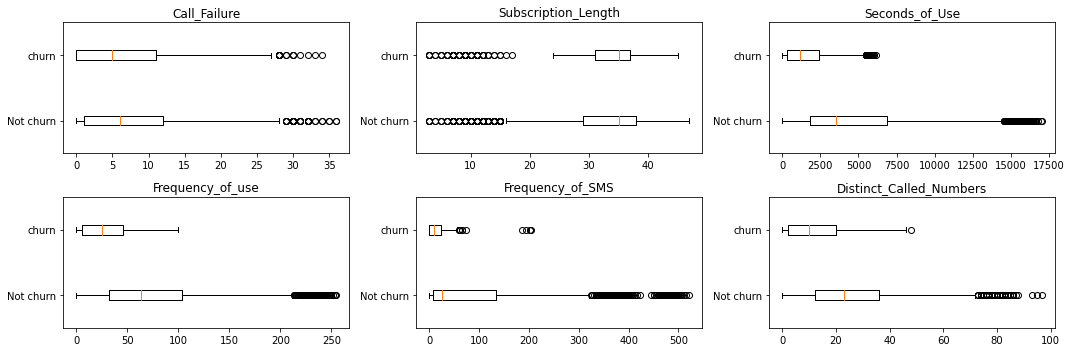 Call_Failure
churn
Not churn
0 5 10 15 20 25 30 35
Subscription_Length
churn
Not churn
10 20 30 40
Seconds_of_Use
churn
Not churn
0 2500 5000 7500 10000 12500 15000 17500
Frequency_of_use
churn
Not churn
0 50 100 150 200 250
Frequency_of_SMS
churn
Not churn
0 100 200 300 400 500
Distinct_Called_Numbers
churn
Not churn
0 20 40 60 80 100